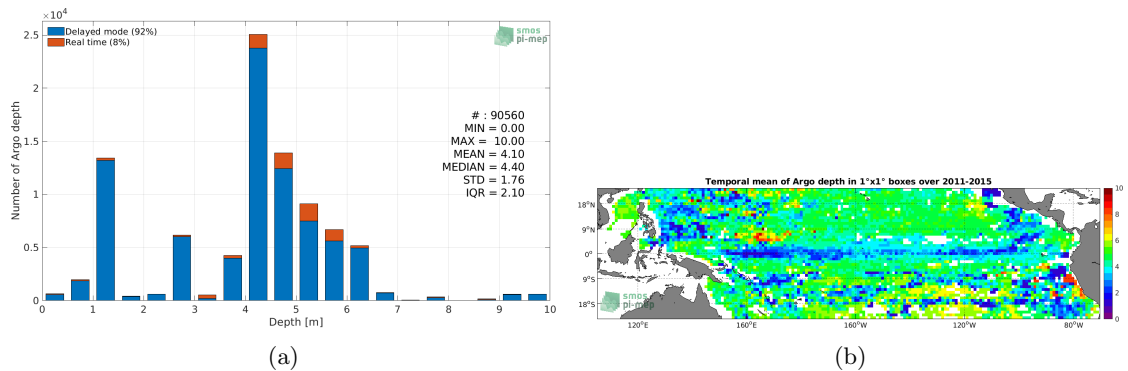 ×10⁴
Delayed mode (92%)
Real time (8%)
smos
pi-mep
2.5
2
1.5
1
0.5
0
Number of Argo depth
# : 90560
MIN = 0.00
MAX = 10.00
MEAN = 4.10
MEDIAN = 4.40
STD = 1.76
IQR = 2.10
0 1 2 3 4 5 6 7 8 9 10
Depth [m]
(a)
Temporal mean of Argo depth in 1°x1° boxes over 2011-2015
18°N
9°N
0°
9°S
18°S
smos
pi-mep
120°E 160°E 160°W 120°W 80°W
10
8
6
4
2
0
(b)